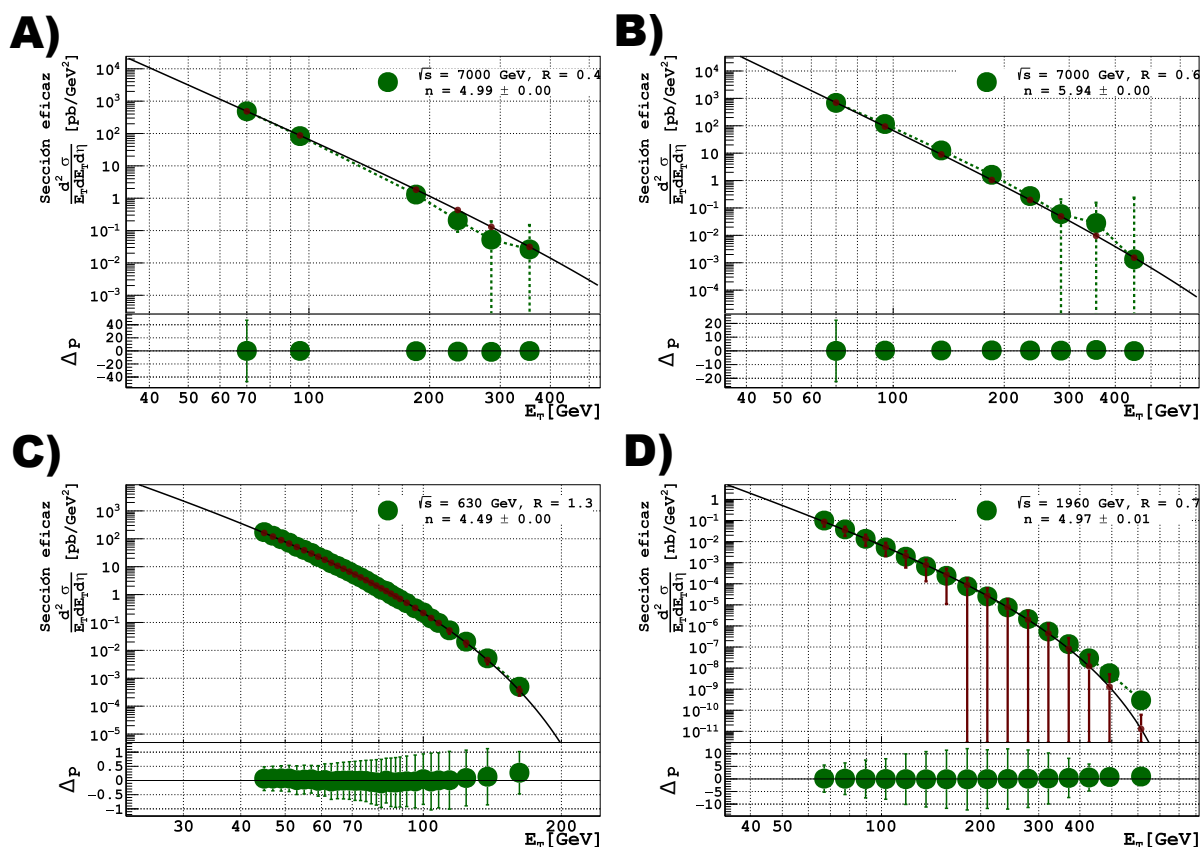 A)
Sección eficaz [pb/GeV²]
d² σ
E_T dE_T dη
10⁴
10³
10²
10
1
10⁻¹
10⁻²
10⁻³
√s = 7000 GeV, R = 0.4
n = 4.99 ± 0.00
Δp
40
20
0
−20
−40
40 50 60 70 100 200 300 400
E_T[GeV]
B)
Sección eficaz [pb/GeV²]
d² σ
E_T dE_T dη
10⁴
10³
10²
10
1
10⁻¹
10⁻²
10⁻³
10⁻⁴
√s = 7000 GeV, R = 0.6
n = 5.94 ± 0.00
Δp
20
10
0
−10
−20
40 50 60 100 200 300 400
E_T[GeV]
C)
Sección eficaz [pb/GeV²]
d² σ
E_T dE_T dη
10³
10²
10
1
10⁻¹
10⁻²
10⁻³
10⁻⁴
10⁻⁵
√s = 630 GeV, R = 1.3
n = 4.49 ± 0.00
Δp
1
0.5
0
−0.5
−1
30 40 50 60 70 100 200
E_T[GeV]
D)
Sección eficaz [nb/GeV²]
d² σ
E_T dE_T dη
1
10⁻¹
10⁻²
10⁻³
10⁻⁴
10⁻⁵
10⁻⁶
10⁻⁷
10⁻⁸
10⁻⁹
10⁻¹⁰
10⁻¹¹
√s = 1960 GeV, R = 0.7
n = 4.97 ± 0.01
Δp
10
5
0
−5
−10
40 50 100 200 300 400
E_T[GeV]